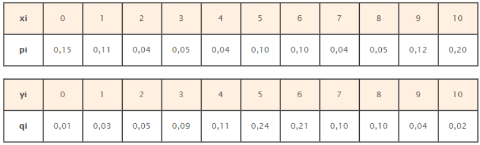 xi 0 1 2 3 4 5 6 7 8 9 10
pi 0,15 0,11 0,04 0,05 0,04 0,10 0,10 0,04 0,05 0,12 0,20
yi 0 1 2 3 4 5 6 7 8 9 10
qi 0,01 0,03 0,05 0,09 0,11 0,24 0,21 0,10 0,10 0,04 0,02